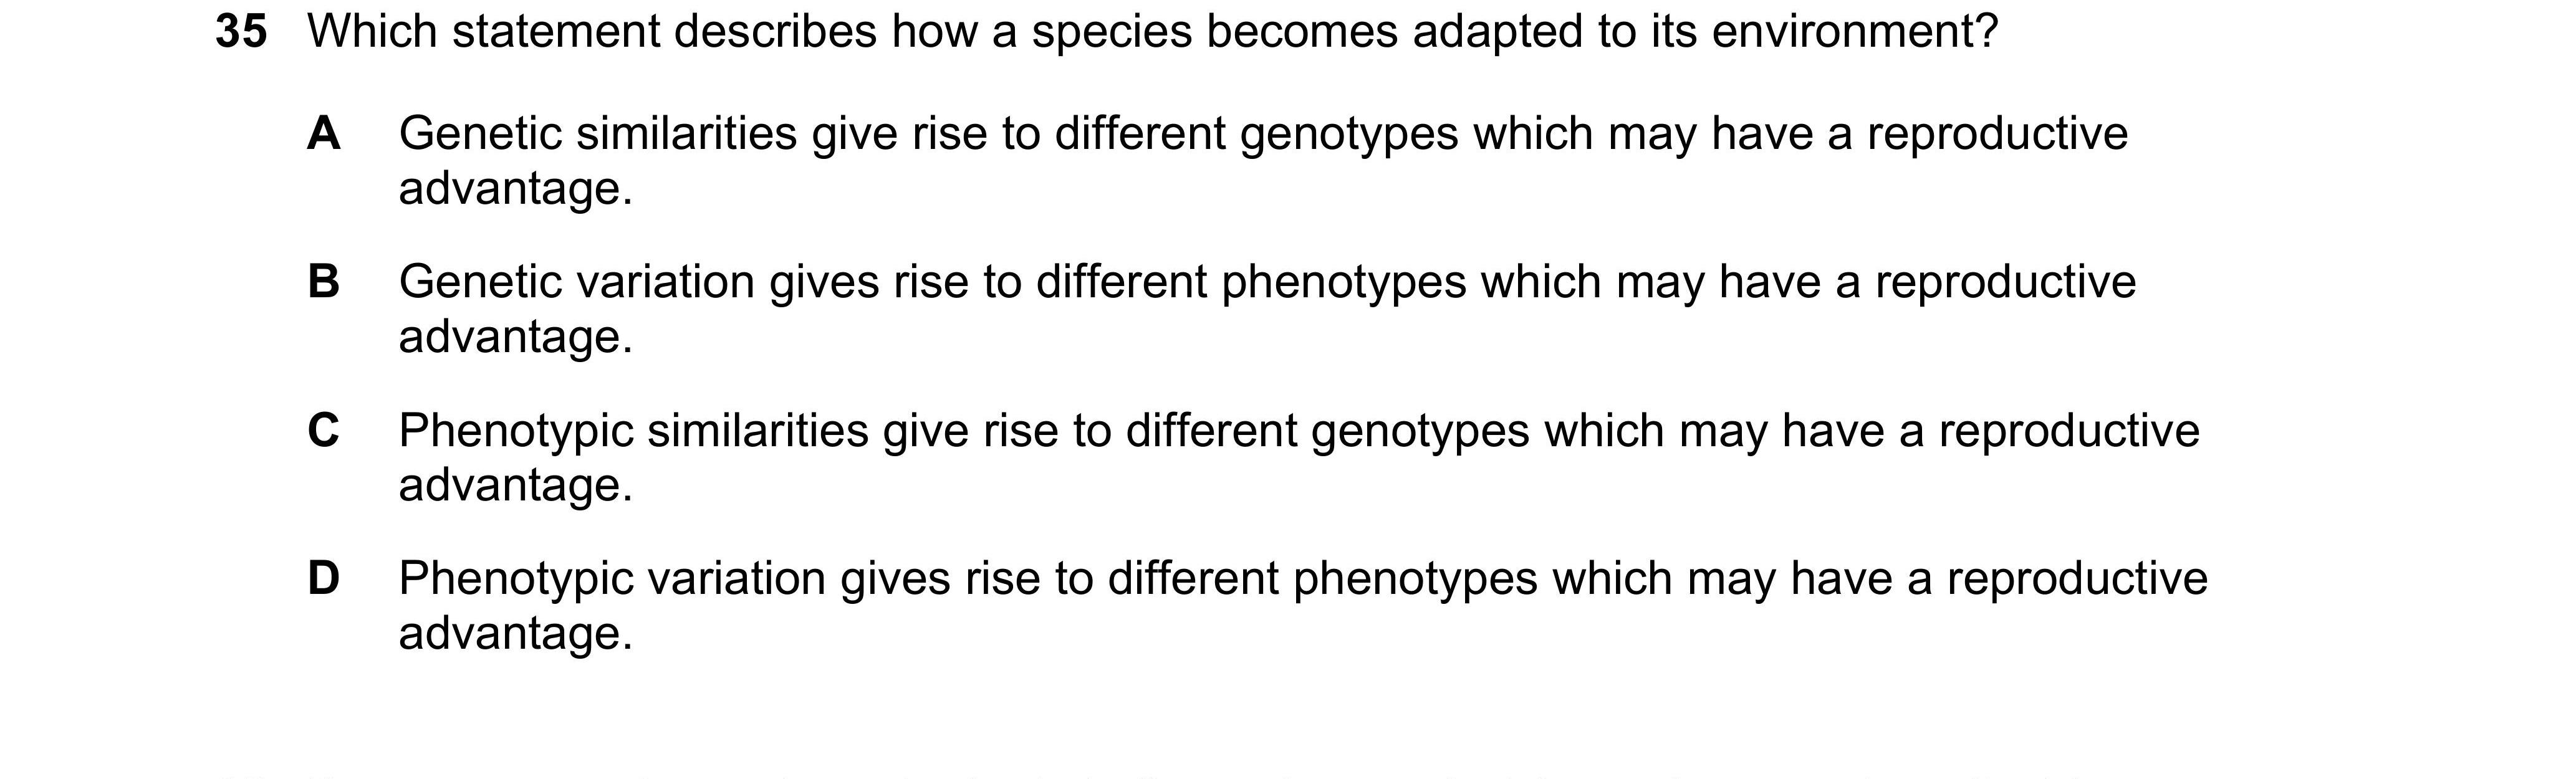 35 Which statement describes how a species becomes adapted to its environment?
A Genetic similarities give rise to different genotypes which may have a reproductive
advantage.
B Genetic variation gives rise to different phenotypes which may have a reproductive
advantage.
C Phenotypic similarities give rise to different genotypes which may have a reproductive
advantage.
D Phenotypic variation gives rise to different phenotypes which may have a reproductive
advantage.